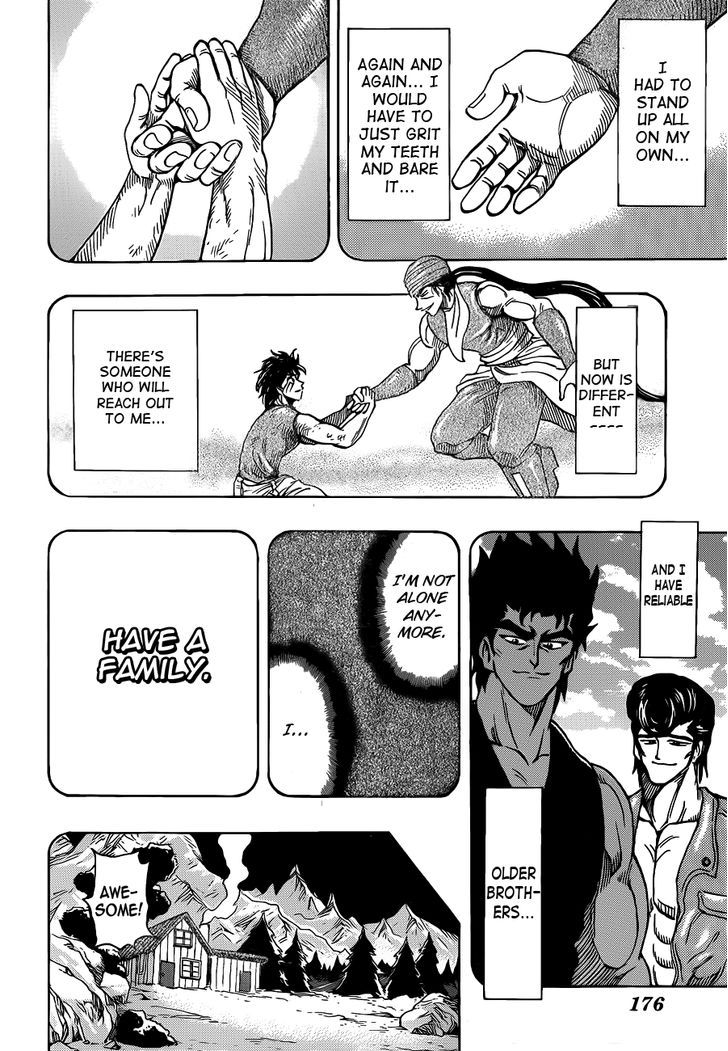 I
HAD TO
STAND
UP ALL
ON MY
OWN...
AGAIN AND
AGAIN... I
WOULD
HAVE TO
JUST GRIT
MY TEETH
AND BARE
IT...
BUT
NOW IS
DIFFER-
ENT
----
THERE'S
SOMEONE
WHO WILL
REACH OUT
TO ME...
AND I
HAVE
RELIABLE
OLDER
BROTH-
ERS...
I'M NOT
ALONE
ANY-
MORE.
I...
HAVE A
FAMILY.
AWE-
SOME!
176